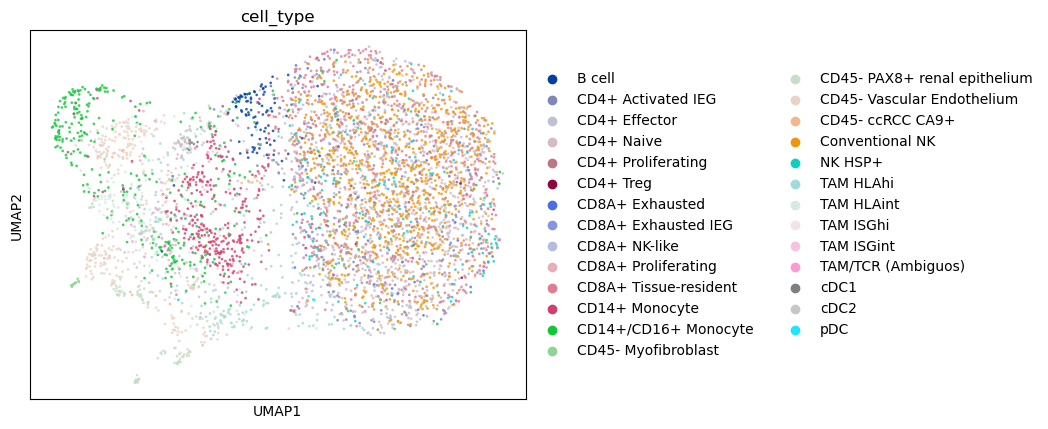 cell_type
UMAP2
UMAP1
B cell
CD4+ Activated IEG
CD4+ Effector
CD4+ Naive
CD4+ Proliferating
CD4+ Treg
CD8A+ Exhausted
CD8A+ Exhausted IEG
CD8A+ NK-like
CD8A+ Proliferating
CD8A+ Tissue-resident
CD14+ Monocyte
CD14+/CD16+ Monocyte
CD45- Myofibroblast
CD45- PAX8+ renal epithelium
CD45- Vascular Endothelium
CD45- ccRCC CA9+
Conventional NK
NK HSP+
TAM HLAhi
TAM HLAint
TAM ISGhi
TAM ISGint
TAM/TCR (Ambiguos)
cDC1
cDC2
pDC